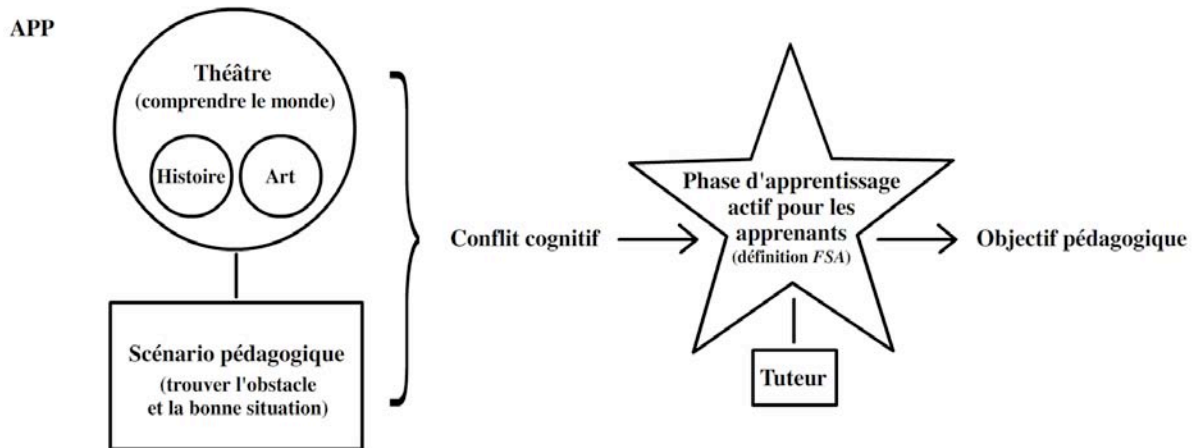 APP
Théâtre
(comprendre le monde)
Histoire
Art
Scénario pédagogique
(trouver l'obstacle
et la bonne situation)
Conflit cognitif
Phase d'apprentissage
actif pour les
apprenants
(définition FSA)
Tuteur
Objectif pédagogique